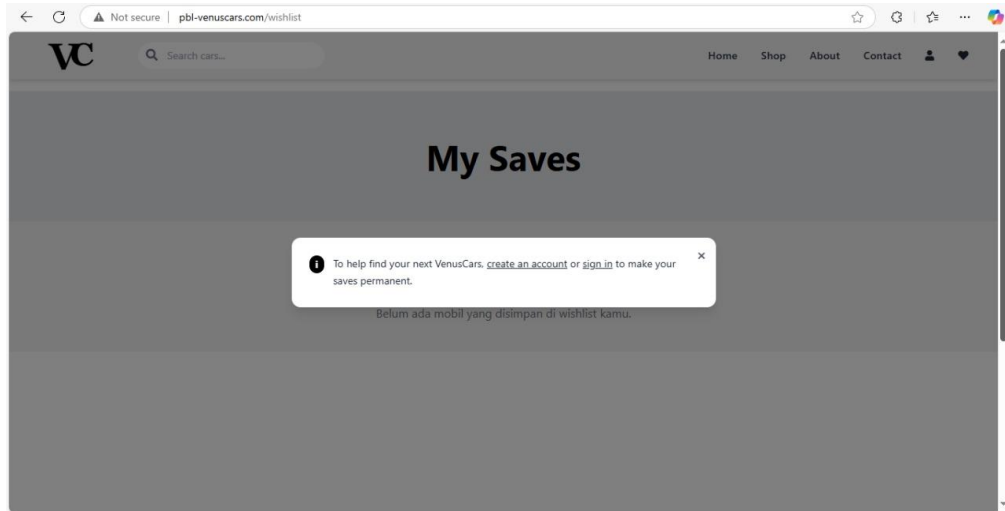 Not secure | pbl-venuscars.com/wishlist
VC
Search cars...
Home Shop About Contact
My Saves
To help find your next VenusCars. create an account or sign in to make your
saves permanent.
Belum ada mobil yang disimpan di wishlist kamu.